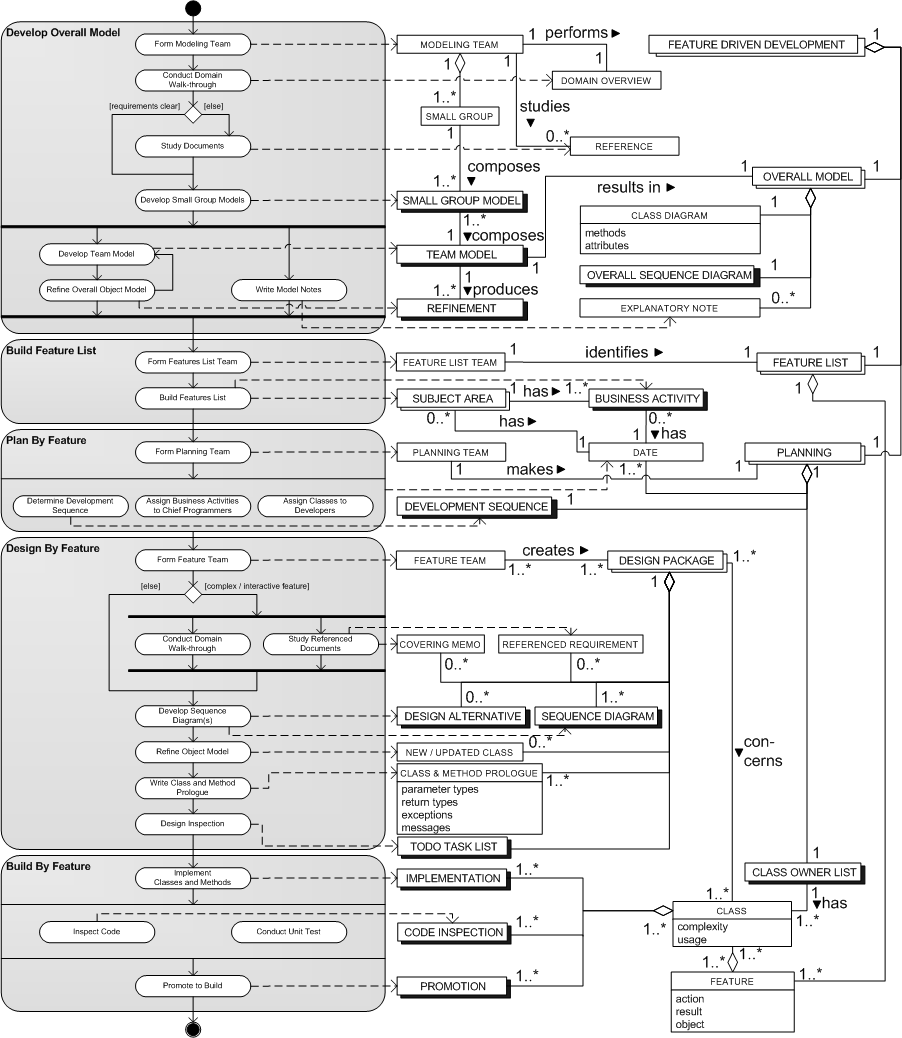 Develop Overall Model
Form Modeling Team
Conduct Domain
Walk-through
[requirements clear]
[else]
Study Documents
Develop Small Group Models
Develop Team Model
Refine Overall Object Model
Write Model Notes
MODELING TEAM
1
performs ►
1
DOMAIN OVERVIEW
1
1
1..*
SMALL GROUP
1
studies
▼
0..*
REFERENCE
composes
▼
1..*
SMALL GROUP MODEL
1..*
▼composes
1
TEAM MODEL
1
1
▼produces
1..*
REFINEMENT
FEATURE DRIVEN DEVELOPMENT
1
1
OVERALL MODEL
1
results in ►
1
CLASS DIAGRAM
methods
attributes
1
OVERALL SEQUENCE DIAGRAM
1
EXPLANATORY NOTE
0..*
Build Feature List
Form Features List Team
Build Features List
FEATURE LIST TEAM
1
identifies ►
1
FEATURE LIST
1
1
SUBJECT AREA
1
has ►
1..*
BUSINESS ACTIVITY
0..*
has ►
1
0..*
▼has
1
DATE
1..*
Plan By Feature
Form Planning Team
Determine Development
Sequence
Assign Business Activities
to Chief Programmers
Assign Classes to
Developers
PLANNING TEAM
1
makes ►
1
PLANNING
1
1
DEVELOPMENT SEQUENCE
1
Design By Feature
Form Feature Team
[else]
[complex / interactive feature]
Conduct Domain
Walk-through
Study Referenced
Documents
Develop Sequence
Diagram(s)
Refine Object Model
Write Class and Method
Prologue
Design Inspection
FEATURE TEAM
creates ►
1..*
1..*
DESIGN PACKAGE
1..*
1
COVERING MEMO
0..*
REFERENCED REQUIREMENT
0..*
0..*
DESIGN ALTERNATIVE
1..*
SEQUENCE DIAGRAM
NEW / UPDATED CLASS
0..*
CLASS & METHOD PROLOGUE
parameter types
return types
exceptions
messages
1..*
TODO TASK LIST
con-
▼
cerns
Build By Feature
Implement
Classes and Methods
Inspect Code
Conduct Unit Test
Promote to Build
IMPLEMENTATION
1..*
CODE INSPECTION
1..*
PROMOTION
1..*
1
CLASS OWNER LIST
1
▼has
1..*
1..*
CLASS
complexity
usage
1..*
1..*
1..*
FEATURE
action
result
object
1..*